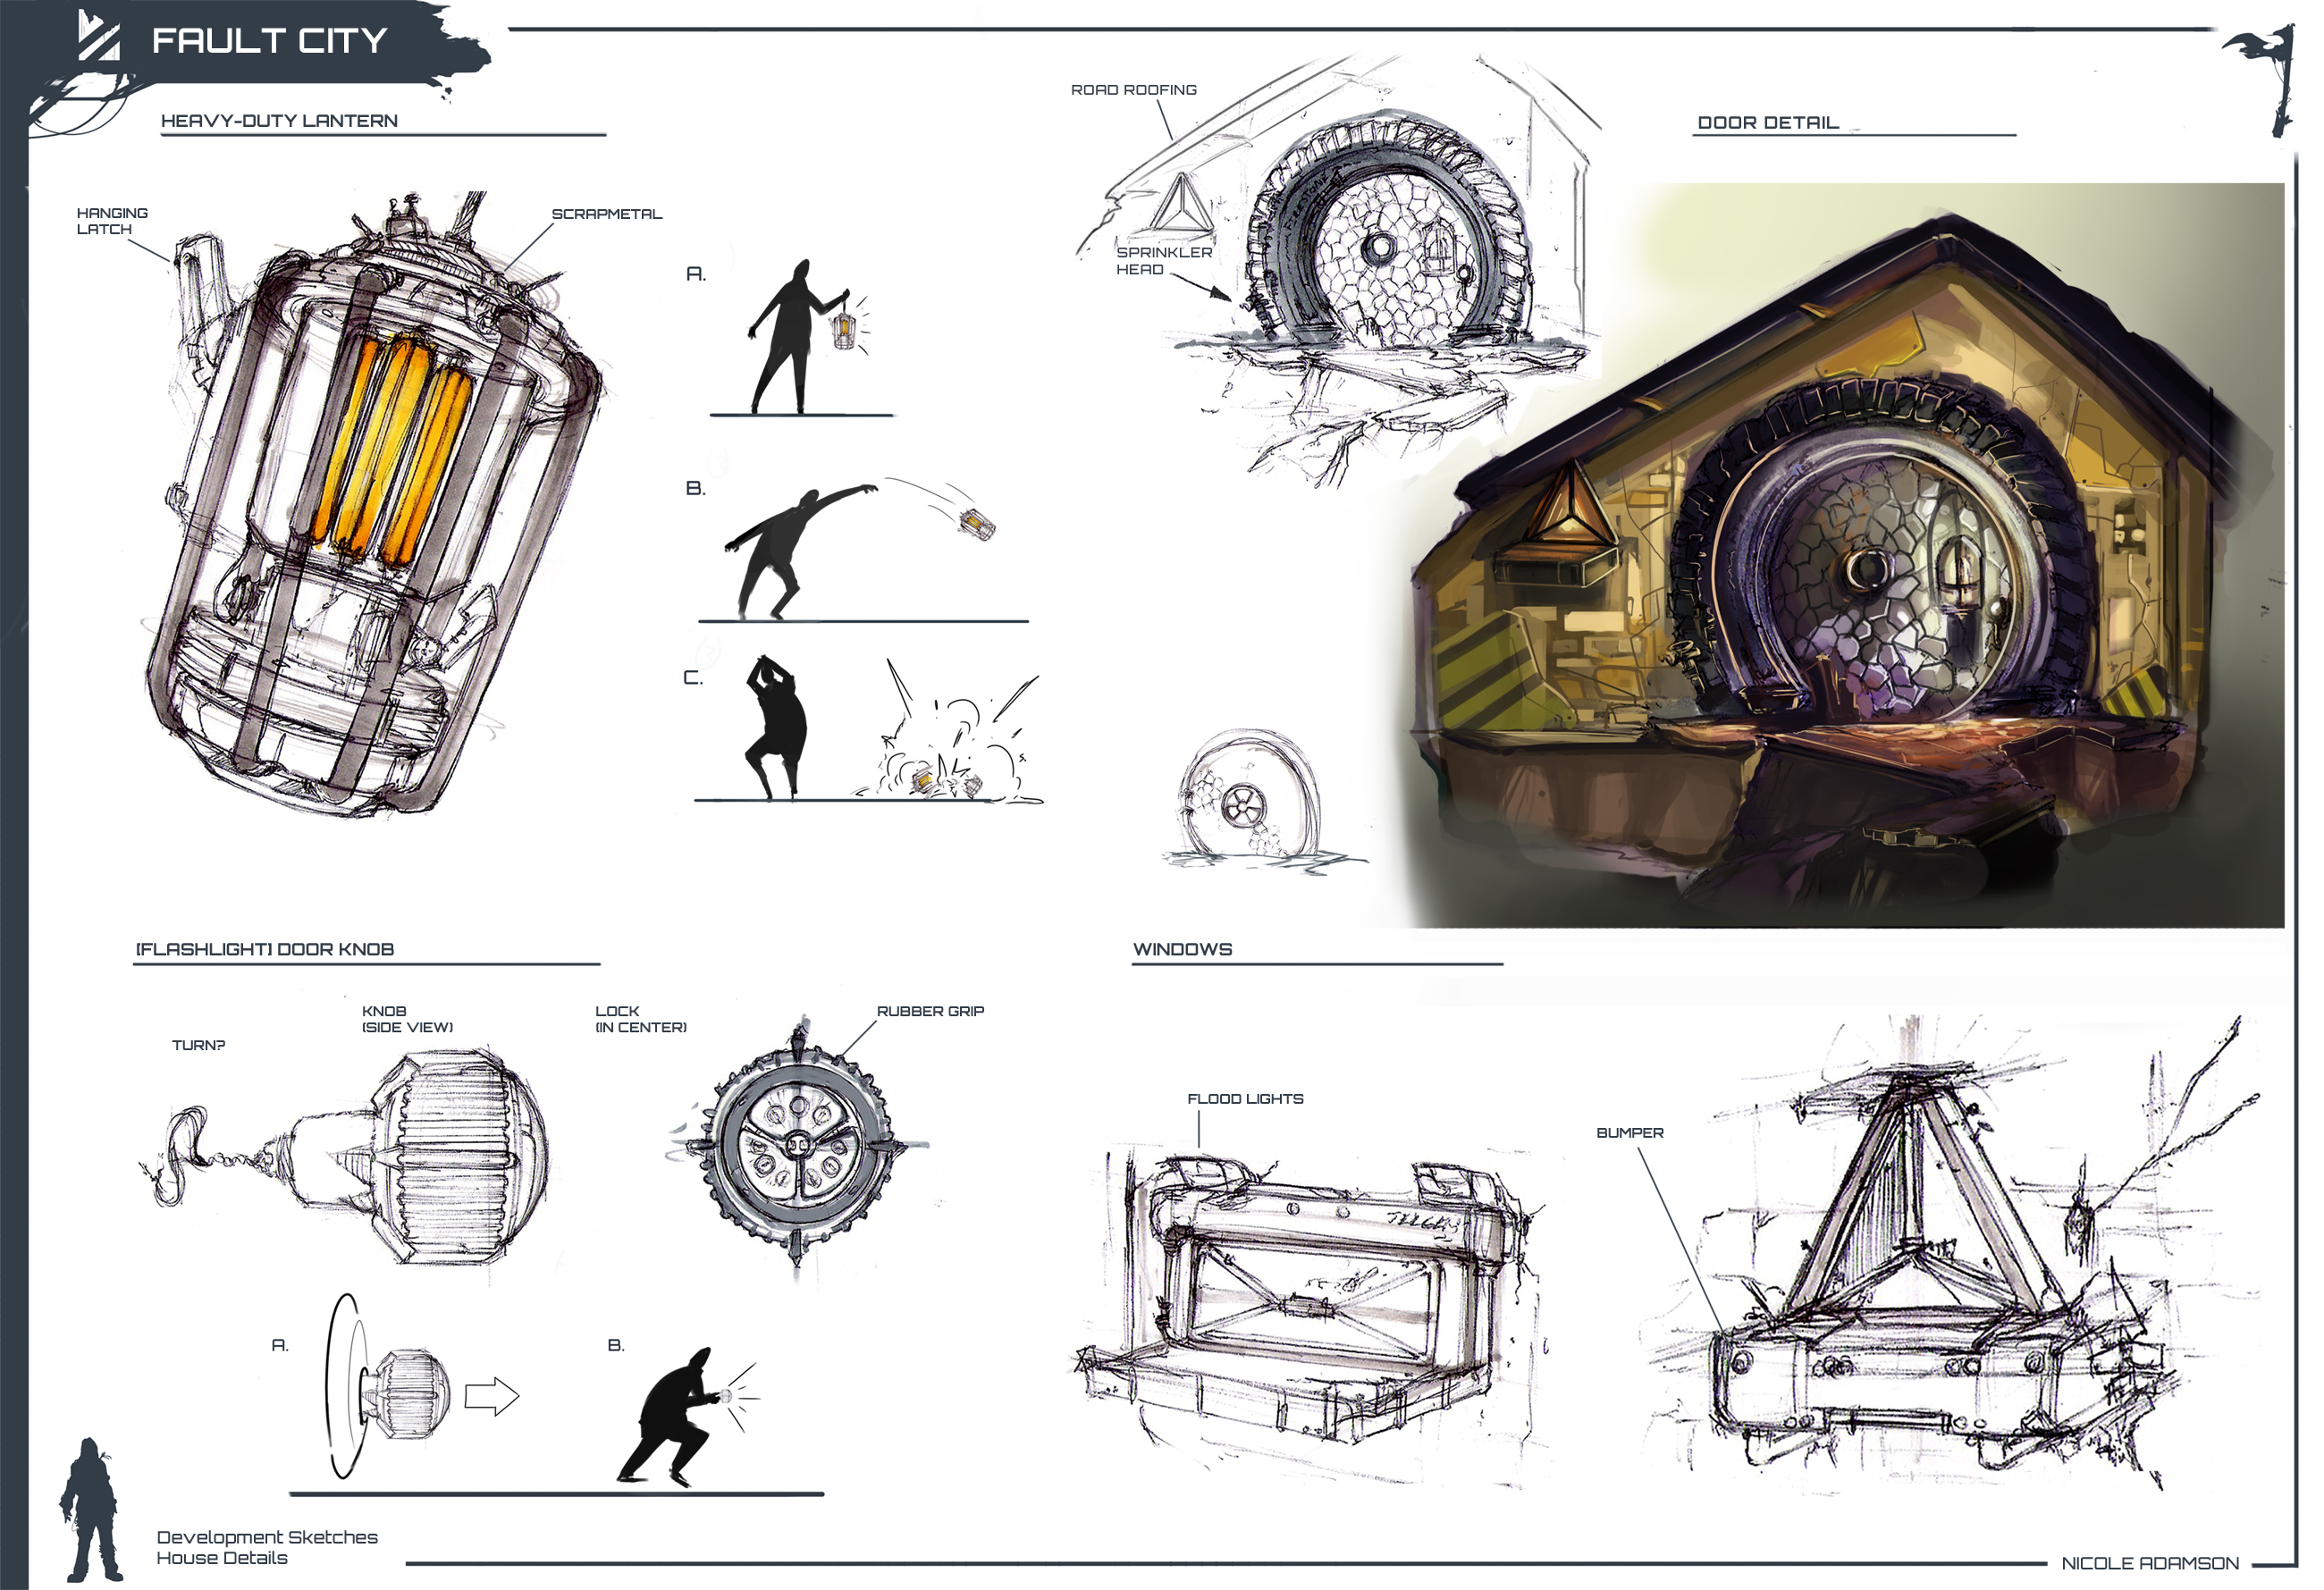 FAULT CITY
HEAVY-DUTY LANTERN
HANGING
LATCH
SCRAPMETAL
A.
B.
C.
ROAD ROOFING
SPRINKLER
HEAD
DOOR DETAIL
[FLASHLIGHT] DOOR KNOB
TURN?
KNOB
(SIDE VIEW)
LOCK
(IN CENTER)
RUBBER GRIP
A.
B.
WINDOWS
FLOOD LIGHTS
BUMPER
Development Sketches
House Details
NICOLE ADAMSON